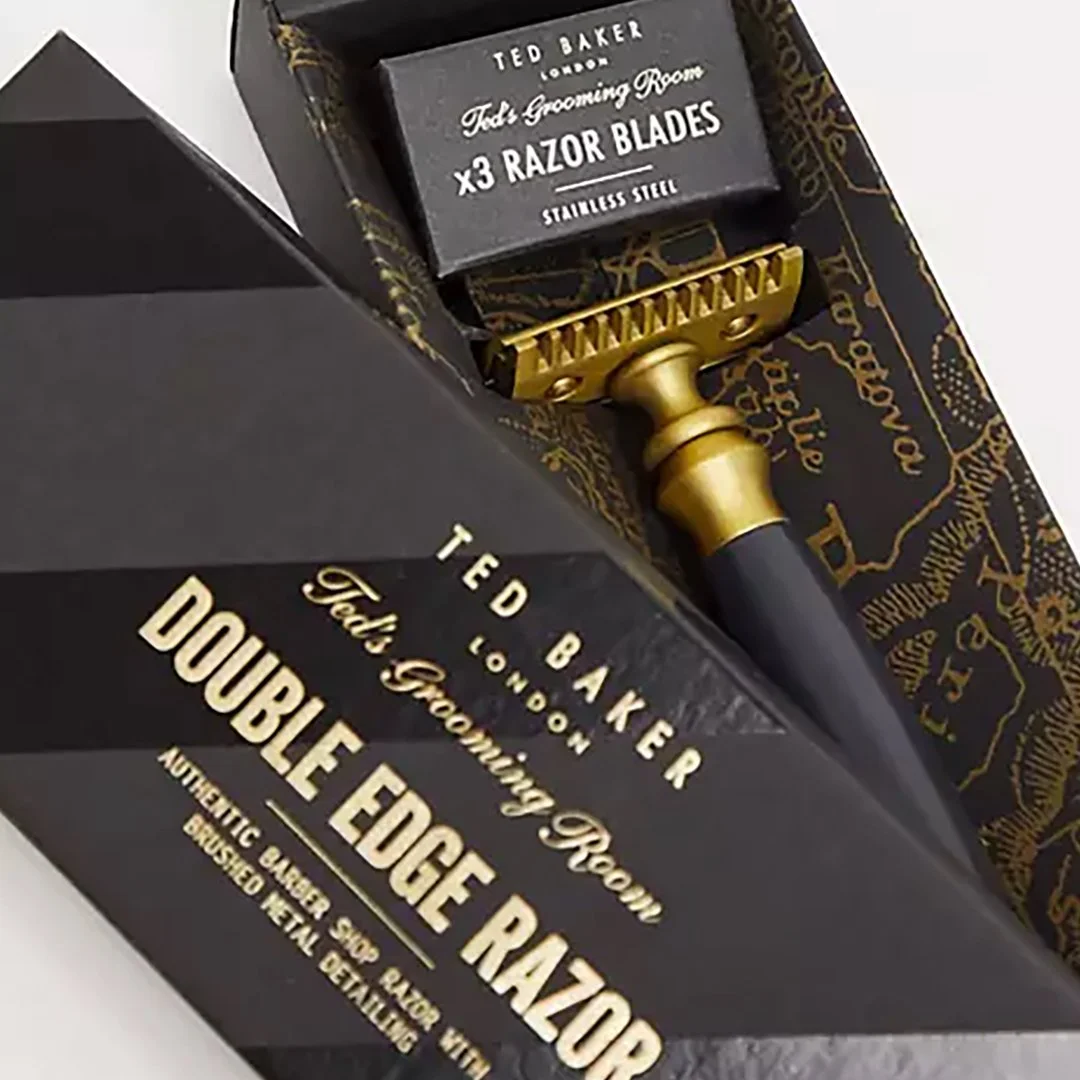 TED BAKER
LONDON
Ted's Grooming Room
x3 RAZOR BLADES
STAINLESS STEEL
TED BAKER
LONDON
Ted's Grooming Room
DOUBLE EDGE RAZOR
AUTHENTIC BARBER SHOP RAZOR WITH
BRUSHED METAL DETAILING